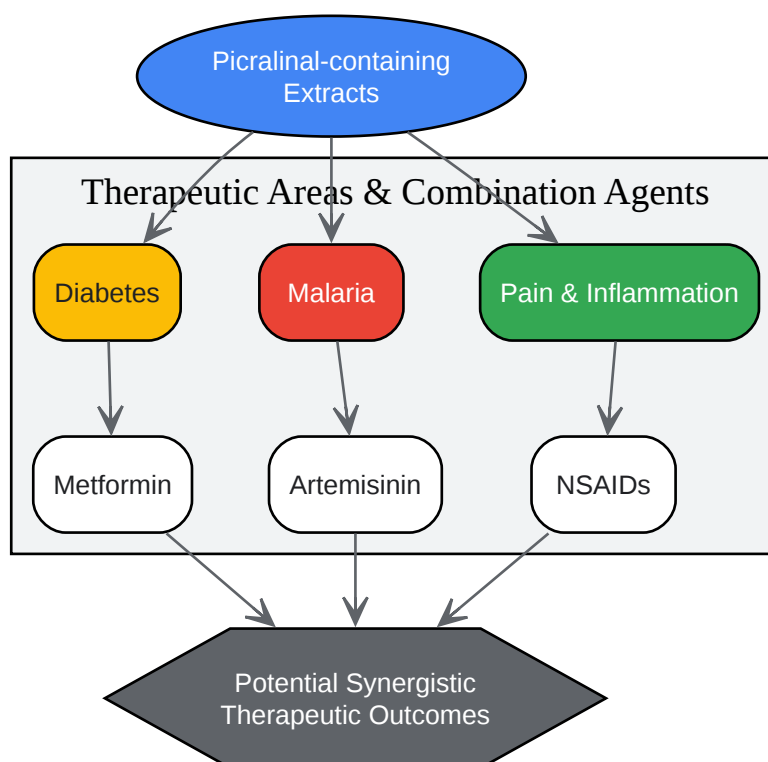 Picralinal-containing
Extracts
Therapeutic Areas & Combination Agents
Diabetes
Malaria
Pain & Inflammation
Metformin
Artemisinin
NSAIDs
Potential Synergistic
Therapeutic Outcomes